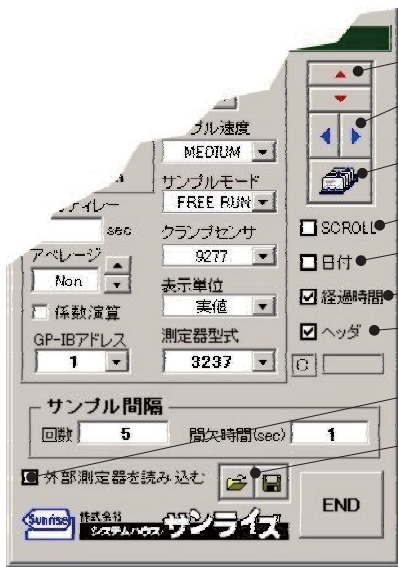 プル速度
MEDIUM
サンプルモード
FREE RUN
ディレー
sec
クランプセンサ
9277
アベレージ
Non
表示単位
実値
係数演算
GP-IBアドレス
1
測定器型式
3237
SCROLL
日付
経過時間
ヘッダ
C
サンプル間隔
回数 5
間欠時間(sec) 1
外部測定器を読み込む
END
Sunrise
株式会社
システムハウス サンライズ